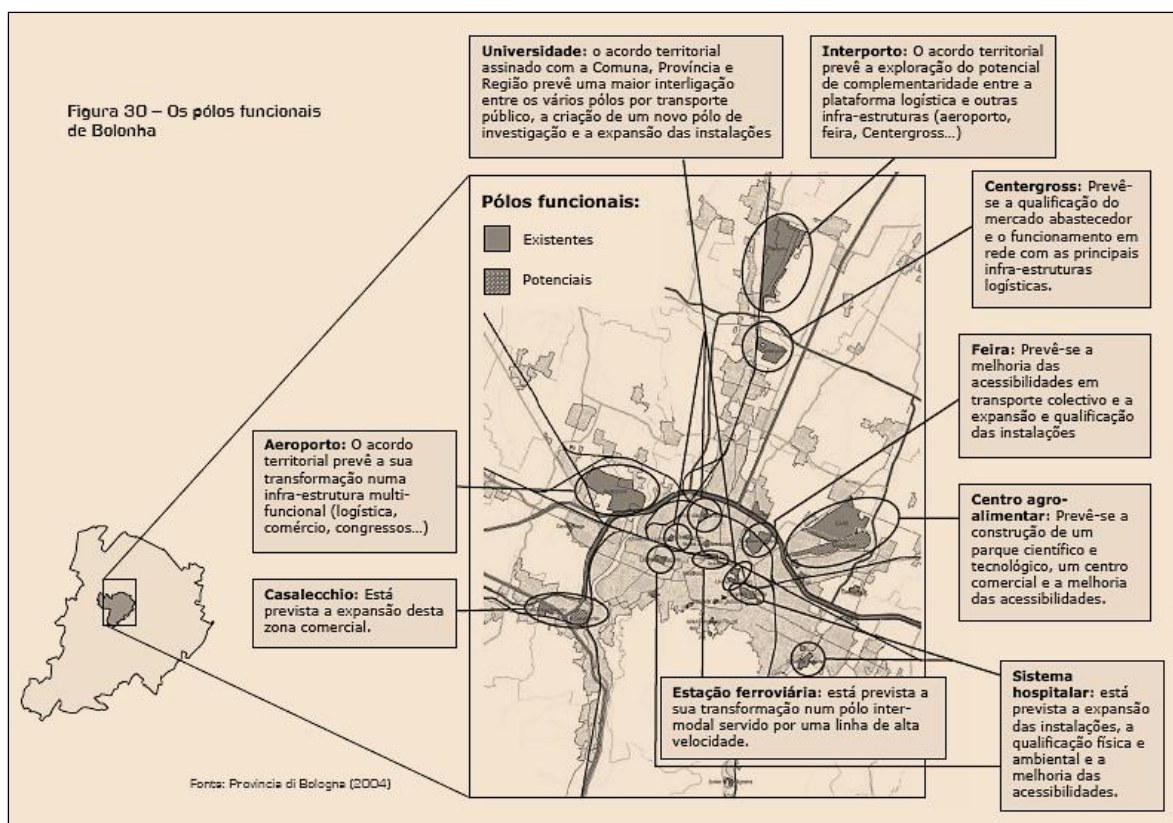 Figura 30 – Os pólos funcionais
de Bolonha
Universidade: o acordo territorial
assinado com a Comuna, Província e
Região prevê uma maior interligação
entre os vários pólos por transporte
público, a criação de um novo pólo de
investigação e a expansão das instalações
Interporto: O acordo territorial
prevê a exploração do potencial
de complementaridade entre a
plataforma logística e outras
infra-estruturas (aeroporto,
feira, Centergross...)
Pólos funcionais:
Existentes
Potenciais
Centergross: Prevê-
se a qualificação do
mercado abastecedor
e o funcionamento em
rede com as principais
infra-estruturas
logísticas.
Feira: Prevê-se a
melhoria das
acessibilidades em
transporte colectivo e a
expansão e qualificação
das instalações
Aeroporto: O acordo
territorial prevê a sua
transformação numa
infra-estrutura multi-
funcional (logística,
comércio, congressos...)
Centro agro-
alimentar: Prevê-se a
construção de um
parque científico e
tecnológico, um centro
comercial e a melhoria
das acessibilidades.
Casalecchio: Está
prevista a expansão desta
zona comercial.
Estação ferroviária: está prevista a
sua transformação num pólo inter-
modal servido por uma linha de alta
velocidade.
Sistema
hospitalar: está
prevista a expansão
das instalações, a
qualificação física e
ambiental e a
melhoria das
acessibilidades.
Fonte: Provincia di Bologna (2004)